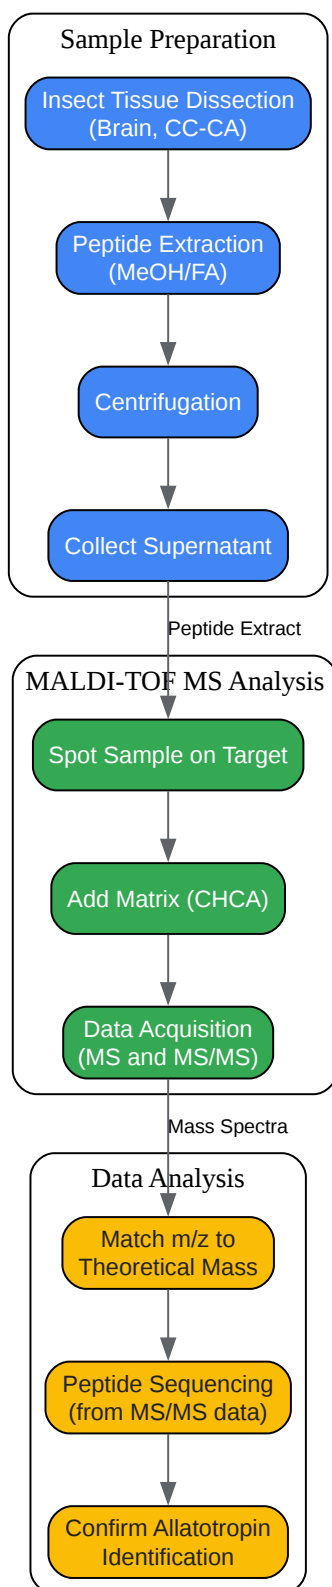 Sample Preparation
Insect Tissue Dissection
(Brain, CC-CA)
Peptide Extraction
(MeOH/FA)
Centrifugation
Collect Supernatant
Peptide Extract
MALDI-TOF MS Analysis
Spot Sample on Target
Add Matrix (CHCA)
Data Acquisition
(MS and MS/MS)
Mass Spectra
Data Analysis
Match m/z to
Theoretical Mass
Peptide Sequencing
(from MS/MS data)
Confirm Allatotropin
Identification